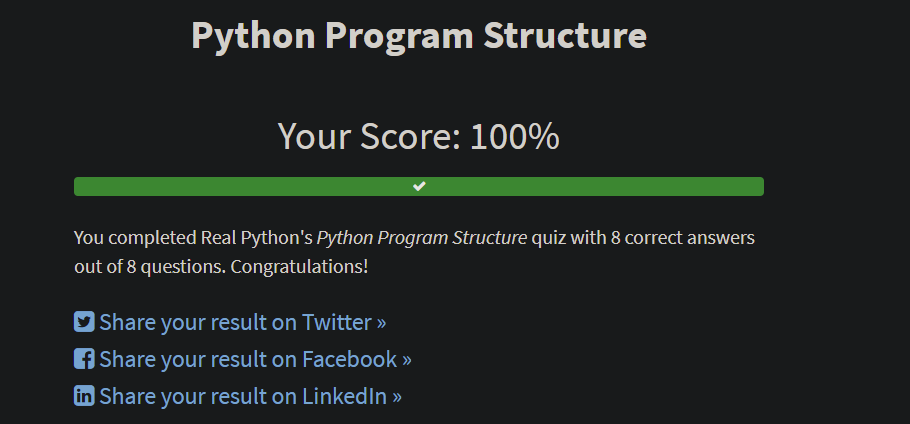 Python Program Structure
Your Score: 100%
You completed Real Python's Python Program Structure quiz with 8 correct answers
out of 8 questions. Congratulations!
Share your result on Twitter »
Share your result on Facebook »
Share your result on LinkedIn »